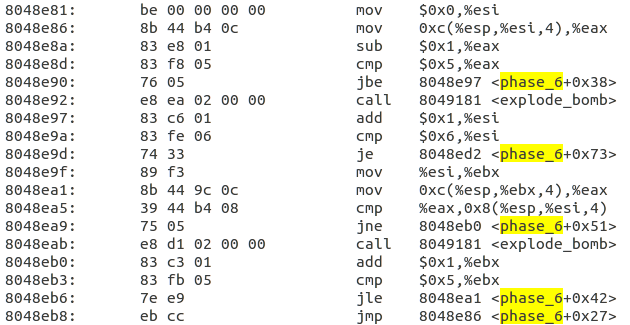 8048e81: be 00 00 00 00 mov $0x0,%esi
8048e86: 8b 44 b4 0c mov 0xc(%esp,%esi,4),%eax
8048e8a: 83 e8 01 sub $0x1,%eax
8048e8d: 83 f8 05 cmp $0x5,%eax
8048e90: 76 05 jbe 8048e97 <phase_6+0x38>
8048e92: e8 ea 02 00 00 call 8049181 <explode_bomb>
8048e97: 83 c6 01 add $0x1,%esi
8048e9a: 83 fe 06 cmp $0x6,%esi
8048e9d: 74 33 je 8048ed2 <phase_6+0x73>
8048e9f: 89 f3 mov %esi,%ebx
8048ea1: 8b 44 9c 0c mov 0xc(%esp,%ebx,4),%eax
8048ea5: 39 44 b4 08 cmp %eax,0x8(%esp,%esi,4)
8048ea9: 75 05 jne 8048eb0 <phase_6+0x51>
8048eab: e8 d1 02 00 00 call 8049181 <explode_bomb>
8048eb0: 83 c3 01 add $0x1,%ebx
8048eb3: 83 fb 05 cmp $0x5,%ebx
8048eb6: 7e e9 jle 8048ea1 <phase_6+0x42>
8048eb8: eb cc jmp 8048e86 <phase_6+0x27>